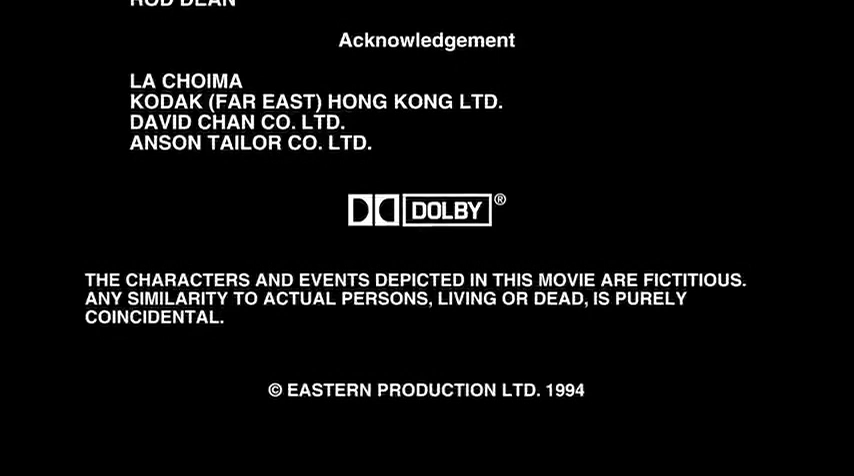 ROD DEAN
Acknowledgement
LA CHOIMA
KODAK (FAR EAST) HONG KONG LTD.
DAVID CHAN CO. LTD.
ANSON TAILOR CO. LTD.
DOLBY®
THE CHARACTERS AND EVENTS DEPICTED IN THIS MOVIE ARE FICTITIOUS.
ANY SIMILARITY TO ACTUAL PERSONS, LIVING OR DEAD, IS PURELY
COINCIDENTAL.
© EASTERN PRODUCTION LTD. 1994